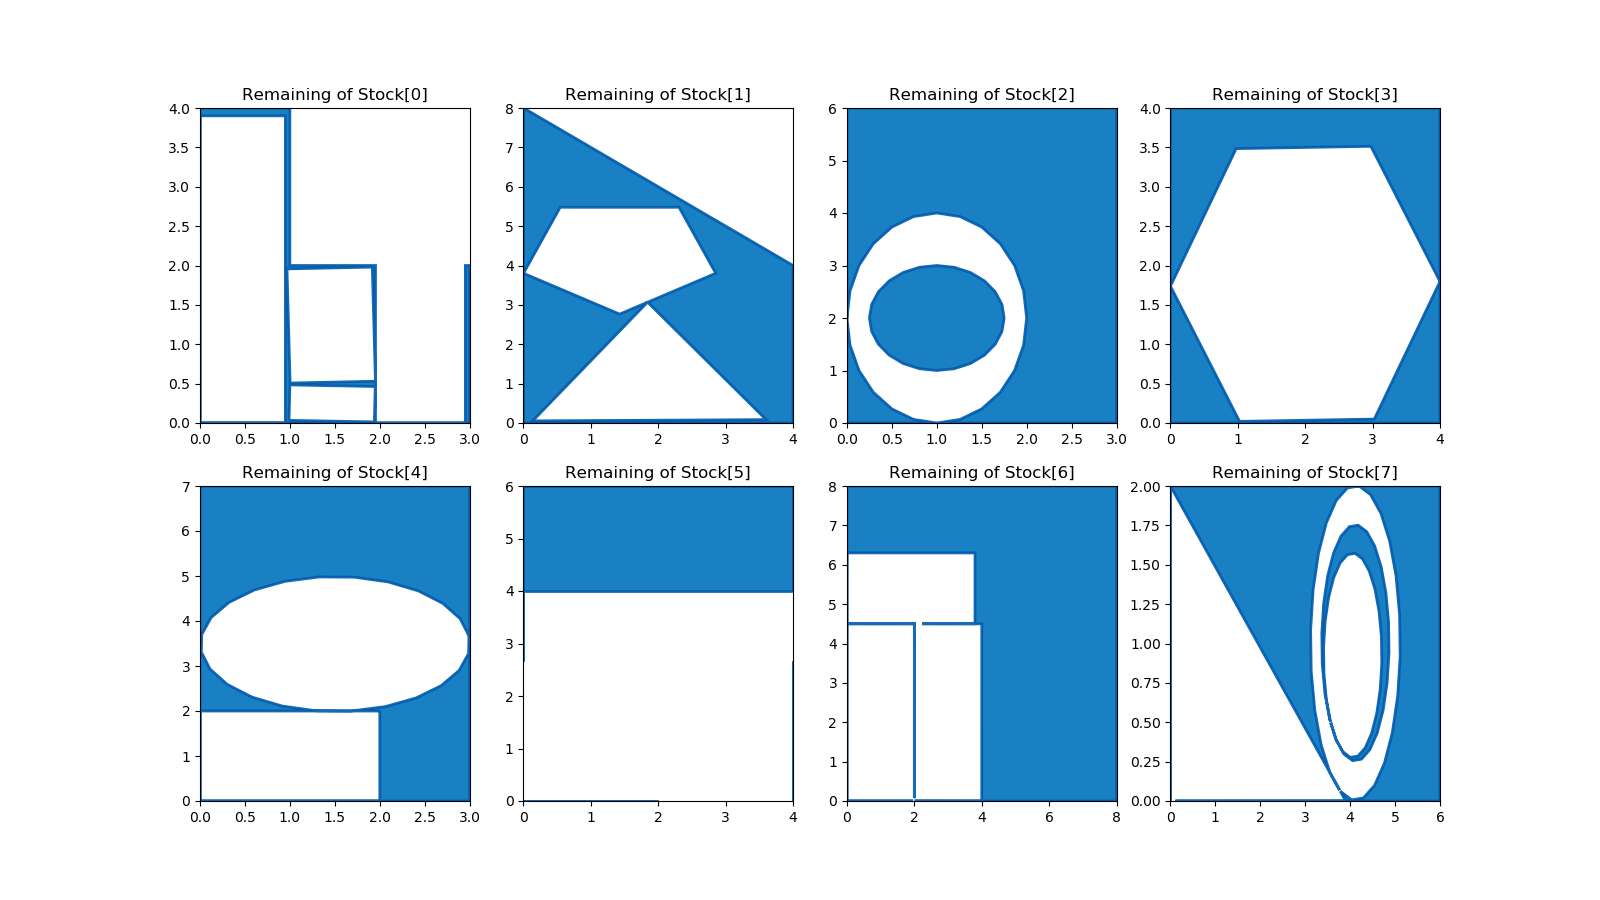 Remaining of Stock[0] Remaining of Stock[1] Remaining of Stock[2] Remaining of Stock[3]
4.0 8 6 4.0
3.5 7 5 3.5
3.0 6 4 3.0
2.5 5 3 2.5
2.0 4 2 2.0
1.5 3 1 1.5
1.0 2 0 1.0
0.5 1 0.5
0.0 0 0.0
0.0 0.5 1.0 1.5 2.0 2.5 3.0 0 1 2 3 4 0.0 0.5 1.0 1.5 2.0 2.5 3.0 0 1 2 3 4
Remaining of Stock[4] Remaining of Stock[5] Remaining of Stock[6] Remaining of Stock[7]
7 6 8 2.00
6 5 7 1.75
5 4 6 1.50
4 3 5 1.25
3 2 4 1.00
2 1 3 0.75
1 0 2 0.50
0 1 0.25
0 0.00
0.0 0.5 1.0 1.5 2.0 2.5 3.0 0 1 2 3 4 0 2 4 6 8 0 1 2 3 4 5 6